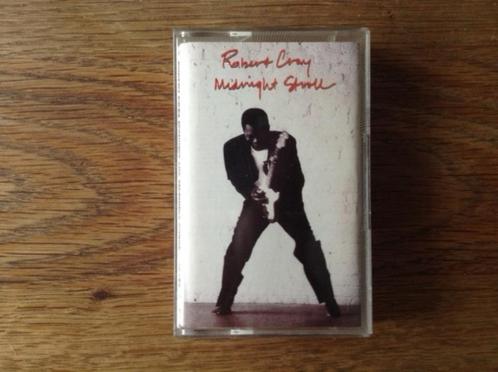 Robert Cray
Midnight Stroll